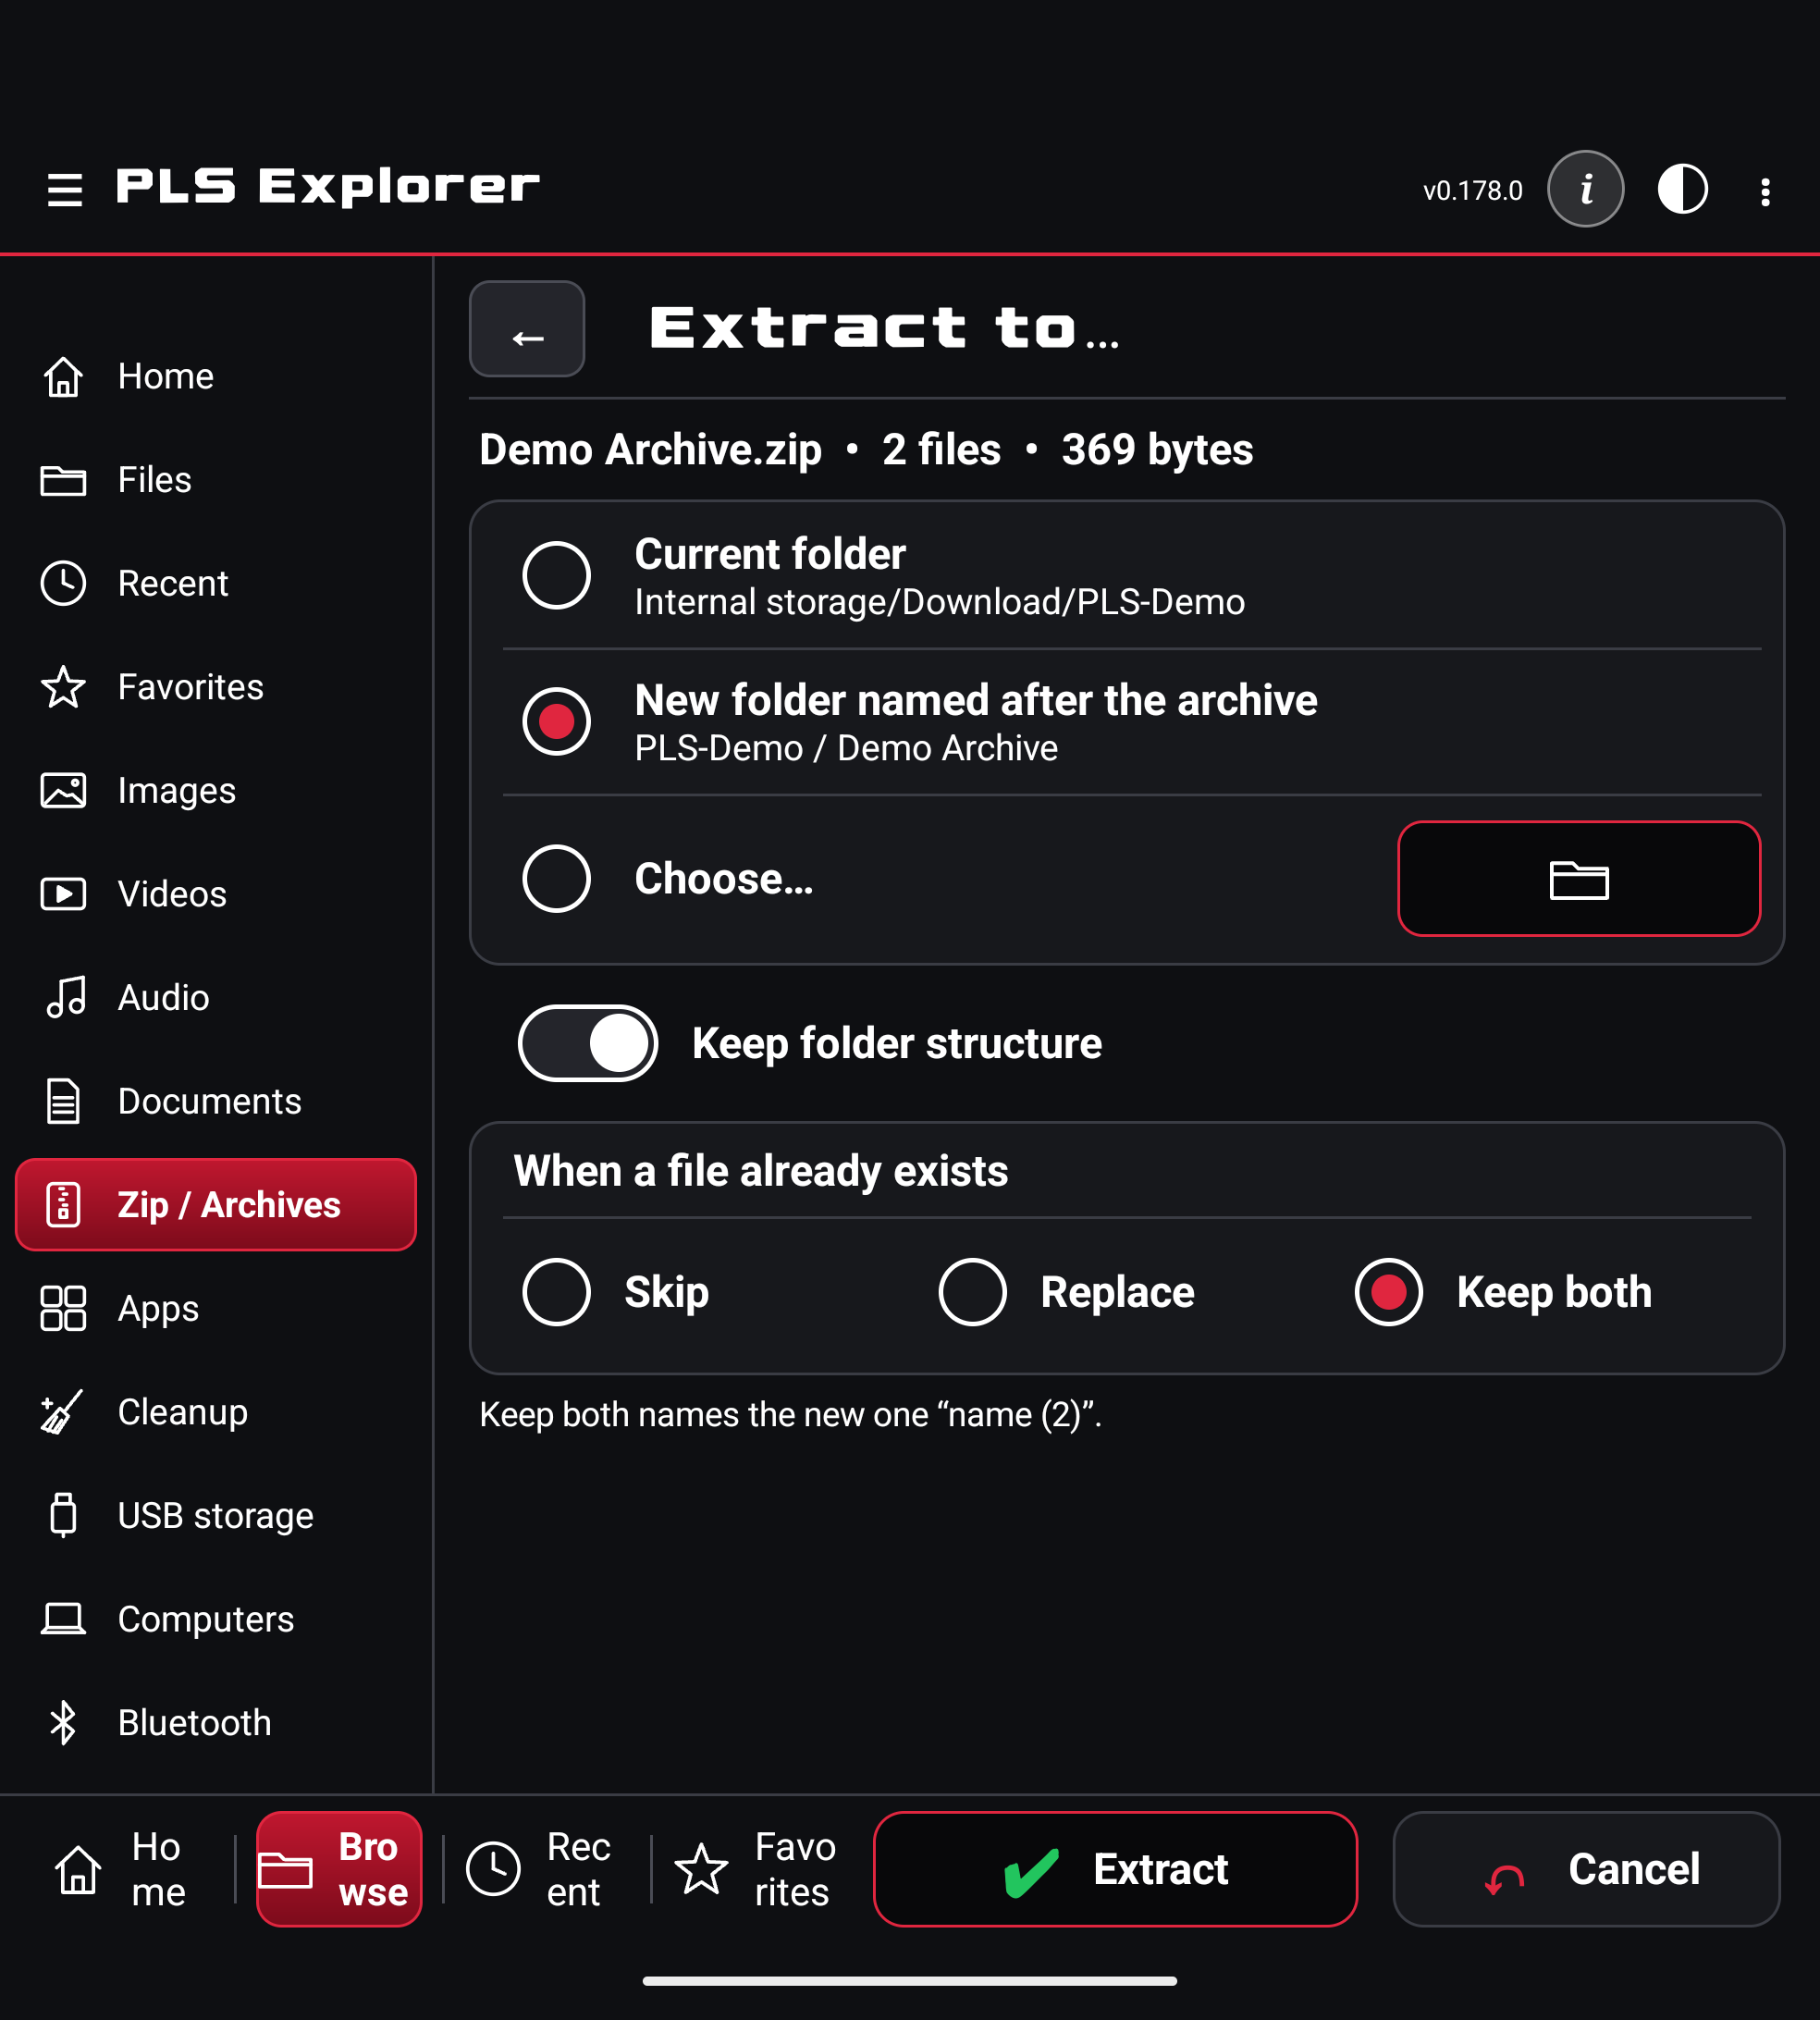 PLS Explorer
v0.178.0
i
Home
Files
Recent
Favorites
Images
Videos
Audio
Documents
Zip / Archives
Apps
Cleanup
USB storage
Computers
Bluetooth
← Extract to...
Demo Archive.zip • 2 files • 369 bytes
Current folder
Internal storage/Download/PLS-Demo
New folder named after the archive
PLS-Demo / Demo Archive
Choose...
Keep folder structure
When a file already exists
Skip
Replace
Keep both
Keep both names the new one “name (2)”.
Ho
me
Bro
wse
Rec
ent
Favo
rites
Extract
Cancel